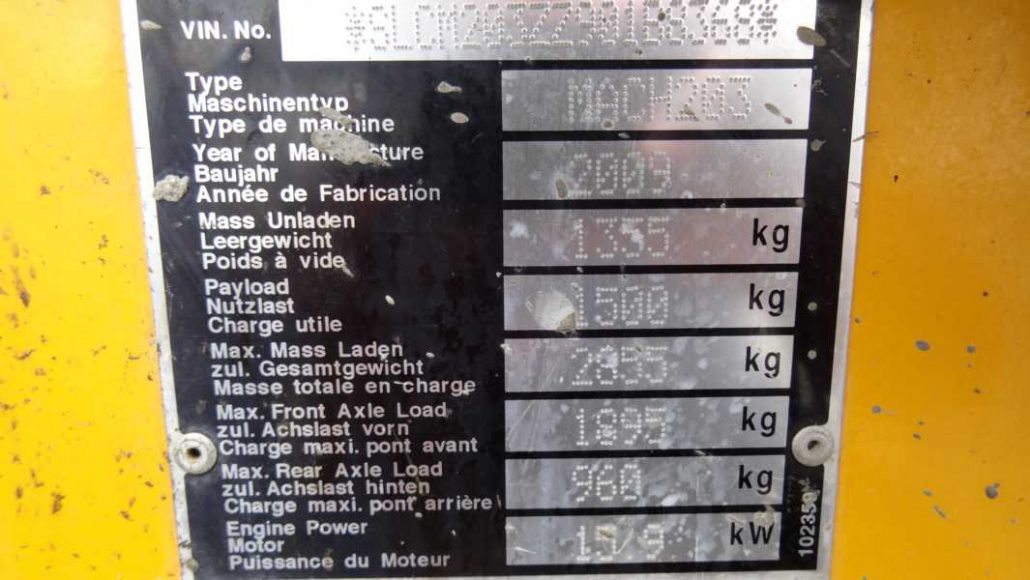 VIN. No.
Type MACH203
Maschinentyp
Type de machine
Year of Manufacture 2009
Baujahr
Année de Fabrication
Mass Unladen 1355 kg
Leergewicht
Poids à vide
Payload 1500 kg
Nutzlast
Charge utile
Max. Mass Laden 2855 kg
zul. Gesamtgewicht
Masse totale en charge
Max. Front Axle Load 1895 kg
zul. Achslast vorn
Charge maxi. pont avant
Max. Rear Axle Load 960 kg
zul. Achslast hinten
Charge maxi. pont arrière
Engine Power kW
Motor
Puissance du Moteur